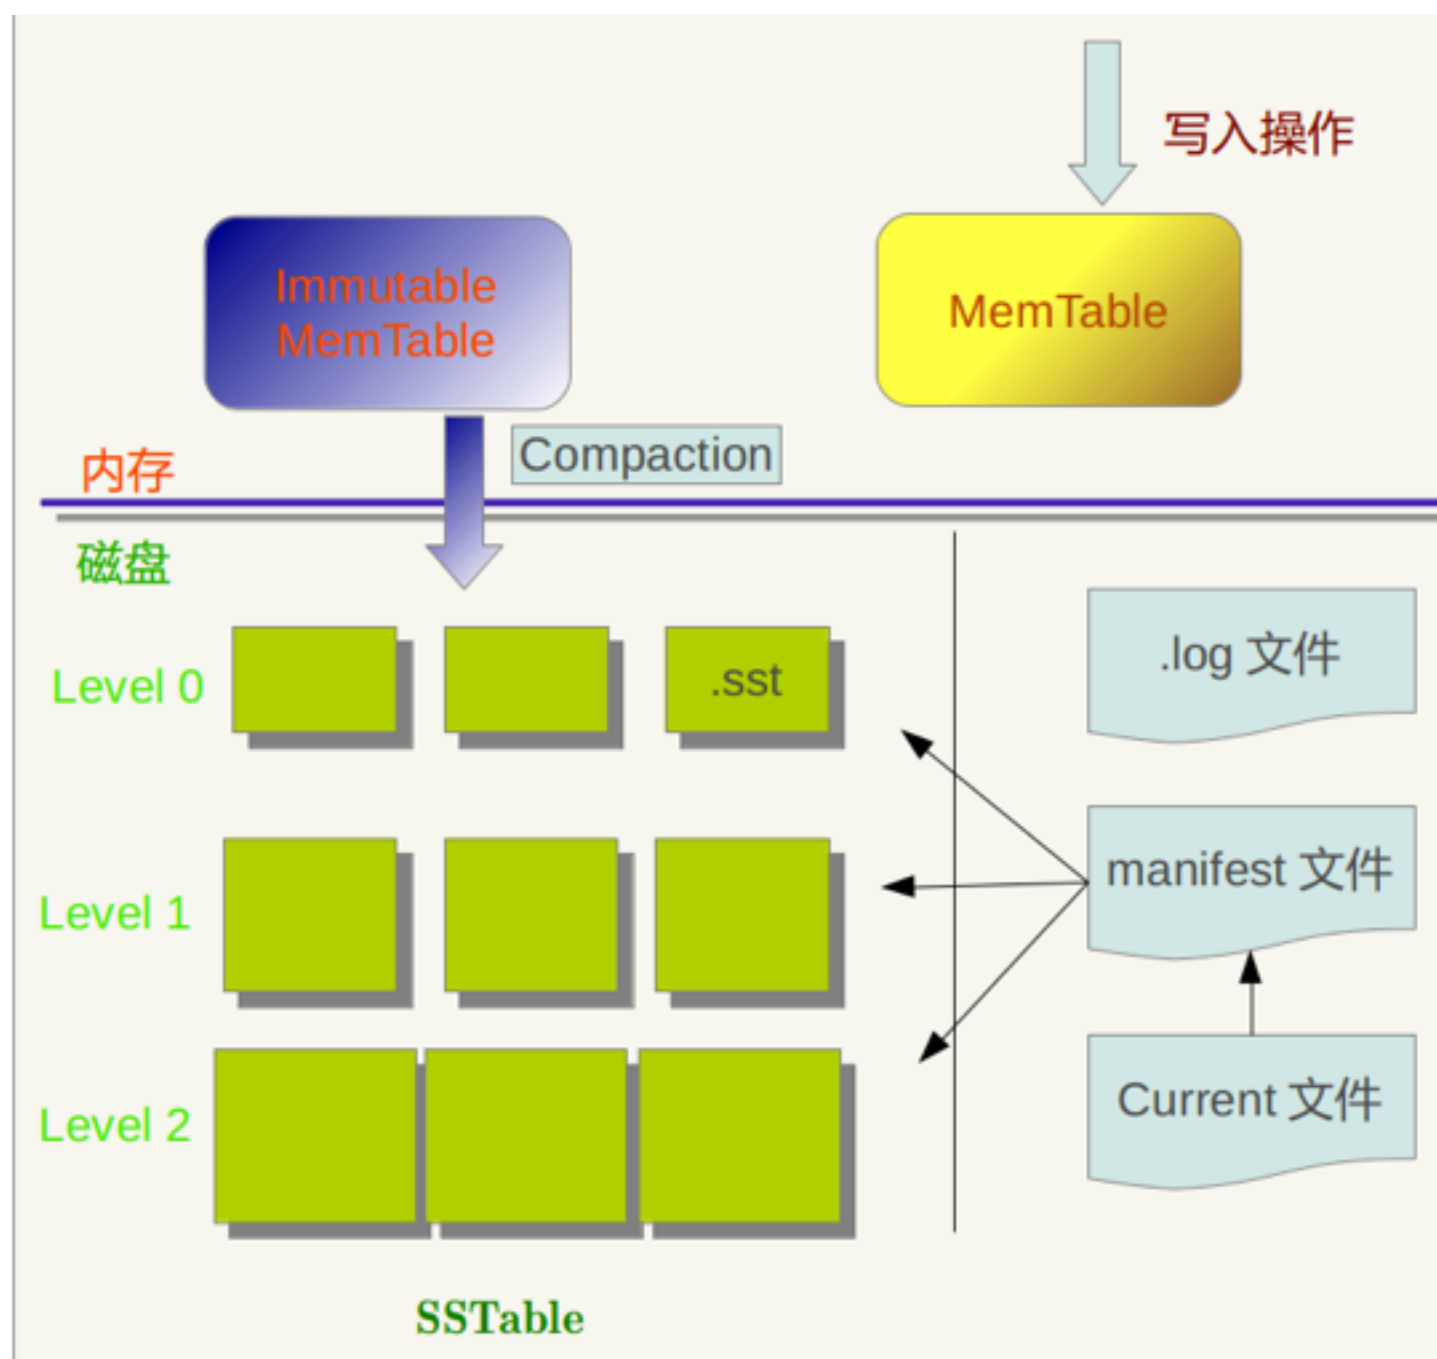 写入操作
Immutable
MemTable
MemTable
Compaction
内存
磁盘
Level 0
.sst
.log 文件
Level 1
manifest 文件
Level 2
Current 文件
SSTable